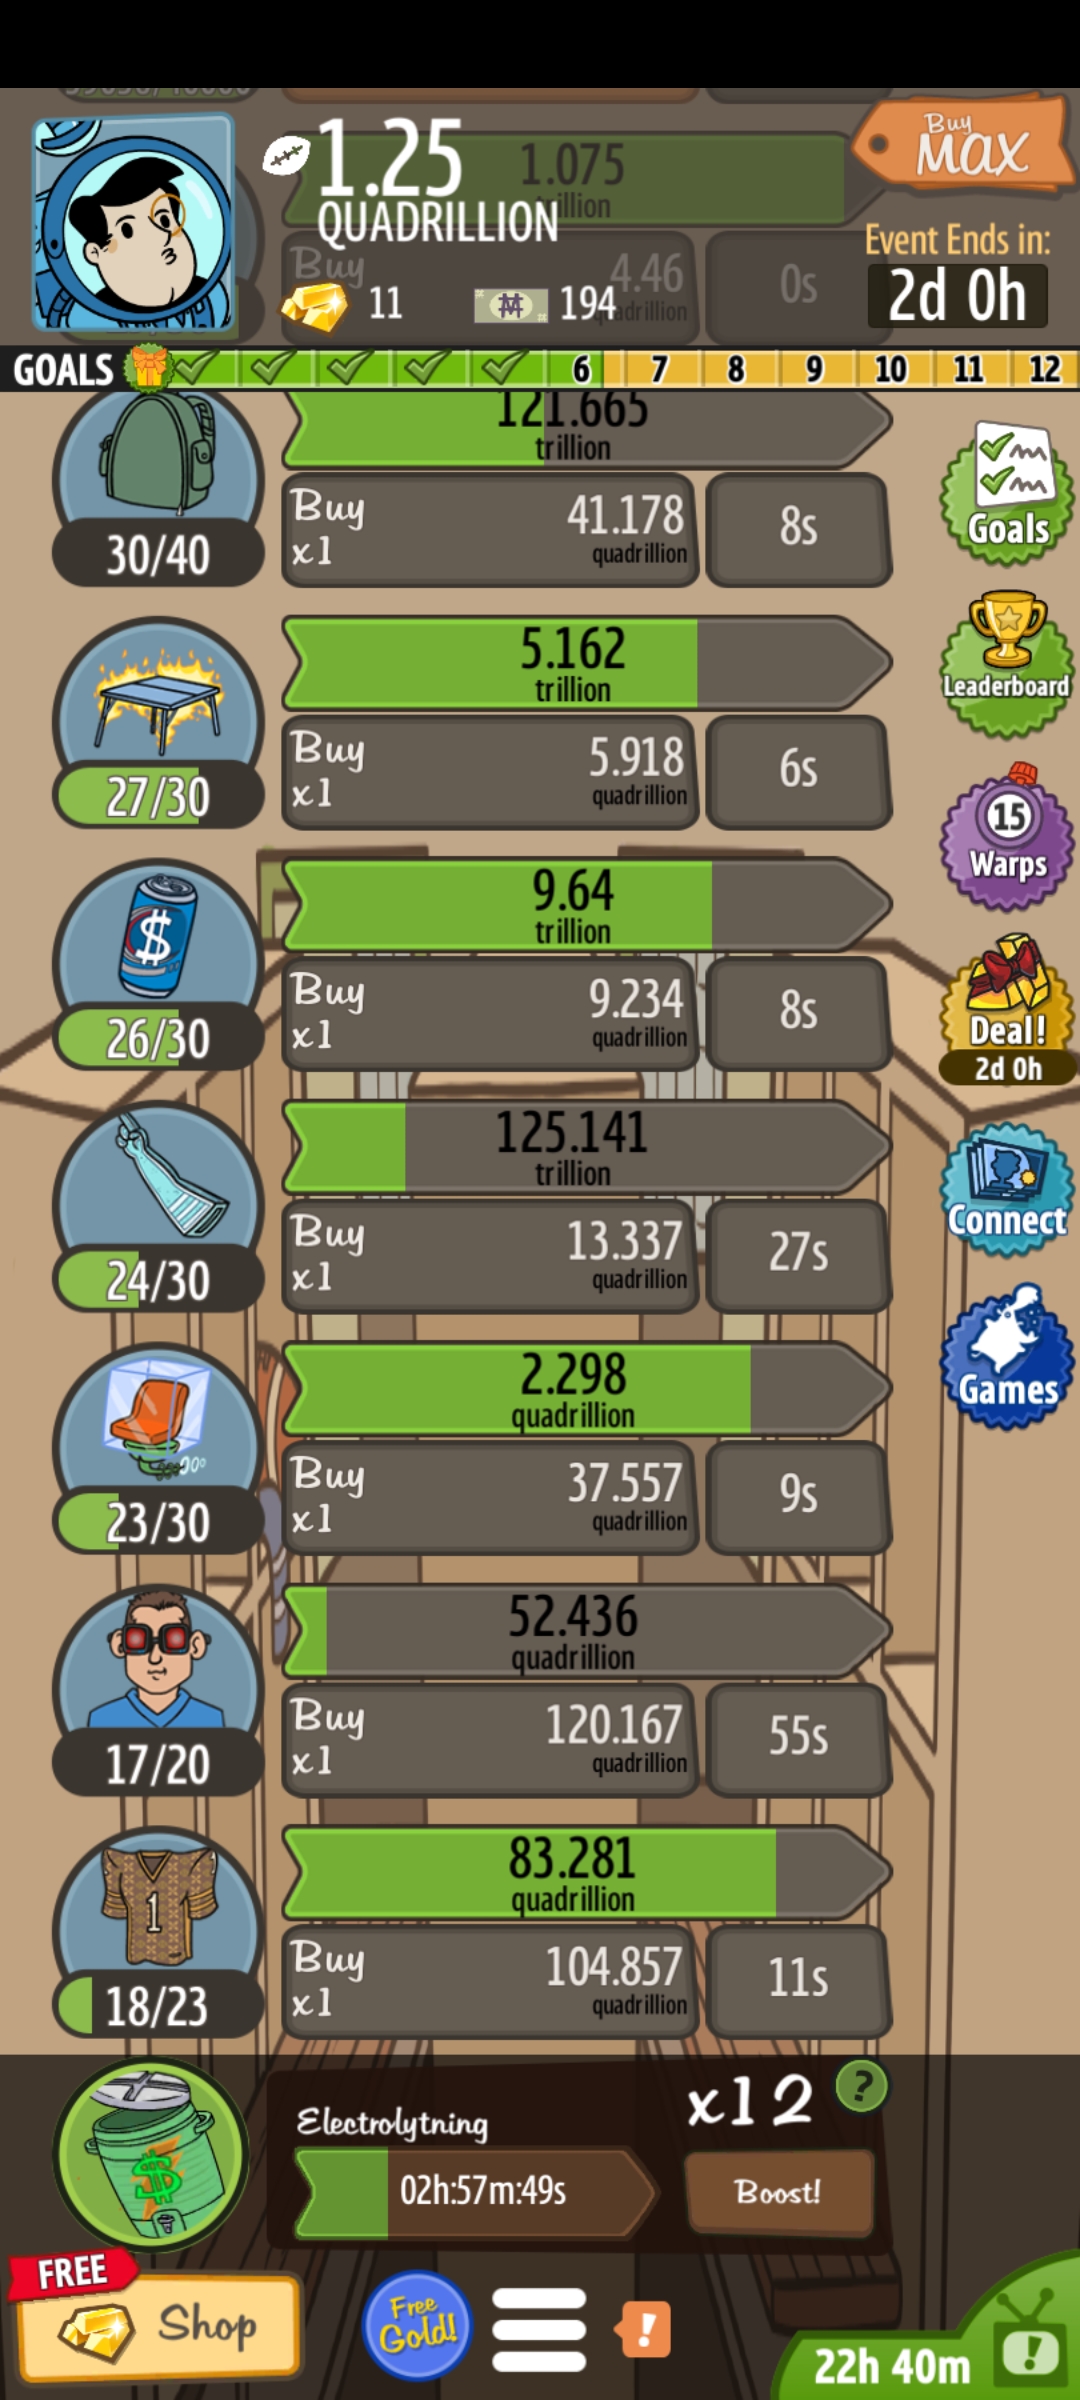 1.25
QUADRILLION
1.075
trillion
Buy
MAX
Event Ends in:
2d 0h
Buy
4.46
0s
11
194
GOALS 6 7 8 9 10 11 12
121.665
trillion
Buy
x1
41.178
quadrillion
8s
30/40
Goals
5.162
trillion
Buy
x1
5.918
quadrillion
6s
27/30
Leaderboard
9.64
trillion
Buy
x1
9.234
quadrillion
8s
$
26/30
15
Warps
Deal!
2d 0h
125.141
trillion
Buy
x1
13.337
quadrillion
27s
24/30
Connect
2.298
quadrillion
Buy
x1
37.557
quadrillion
9s
23/30
Games
52.436
quadrillion
Buy
x1
120.167
quadrillion
55s
17/20
83.281
quadrillion
Buy
x1
104.857
quadrillion
11s
1
18/23
$
Electrolytning
02h:57m:49s
x12
?
Boost!
FREE
Shop
Free
Gold!
!
22h 40m
!